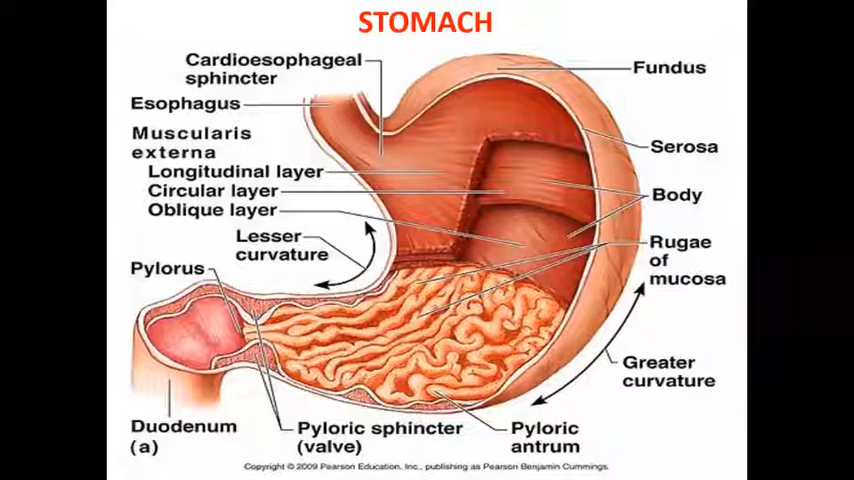 STOMACH
Cardioesophageal
sphincter
Fundus
Esophagus
Muscularis
externa
Serosa
Longitudinal layer
Circular layer
Body
Oblique layer
Lesser
curvature
Rugae
of
mucosa
Pylorus
Greater
curvature
Duodenum
(a)
Pyloric sphincter
(valve)
Pyloric
antrum
Copyright © 2009 Pearson Education, Inc., publishing as Pearson Benjamin Cummings.